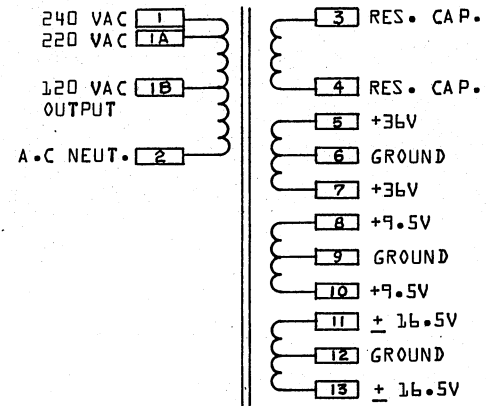 240 VAC 1
220 VAC 1A
120 VAC 1B
OUTPUT
A.C NEUT. 2
3 RES. CAP.
4 RES. CAP.
5 +36V
6 GROUND
7 +36V
8 +9.5V
9 GROUND
10 +9.5V
11 ± 16.5V
12 GROUND
13 ± 16.5V